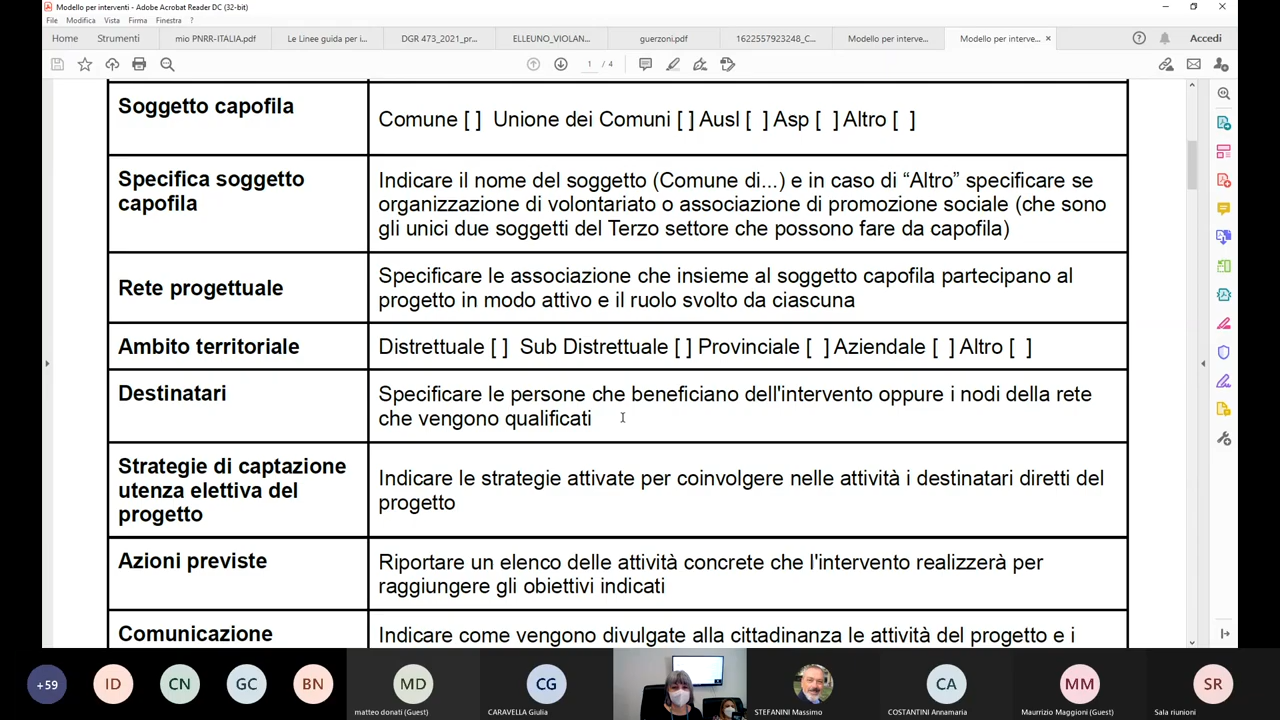 Modello per interventi - Adobe Acrobat Reader DC (32-bit)
File Modifica Vista Firma Finestra ?
Home Strumenti mio PNRR-ITALIA.pdf Le Linee guida per i... DGR 473_2021_pr... ELLEUNO_VIOLAN... guerzoni.pdf 1622557923248_C... Modello per interve... Modello per interve... × Accedi
1 / 4
Soggetto capofila
Comune [ ] Unione dei Comuni [ ] Ausl [ ] Asp [ ] Altro [ ]
Specifica soggetto
capofila
Indicare il nome del soggetto (Comune di...) e in caso di “Altro” specificare se
organizzazione di volontariato o associazione di promozione sociale (che sono
gli unici due soggetti del Terzo settore che possono fare da capofila)
Rete progettuale
Specificare le associazione che insieme al soggetto capofila partecipano al
progetto in modo attivo e il ruolo svolto da ciascuna
Ambito territoriale
Distrettuale [ ] Sub Distrettuale [ ] Provinciale [ ] Aziendale [ ] Altro [ ]
Destinatari
Specificare le persone che beneficiano dell'intervento oppure i nodi della rete
che vengono qualificati
Strategie di captazione
utenza elettiva del
progetto
Indicare le strategie attivate per coinvolgere nelle attività i destinatari diretti del
progetto
Azioni previste
Riportare un elenco delle attività concrete che l'intervento realizzerà per
raggiungere gli obiettivi indicati
Comunicazione
Indicare come vengono divulgate alla cittadinanza le attività del progetto e i
+59 ID CN GC BN MD CG CA MM SR
matteo donati (Guest) CARAVELLA Giulia STEFANINI Massimo COSTANTINI Annamaria Maurizio Maggioni (Guest) Sala riunioni